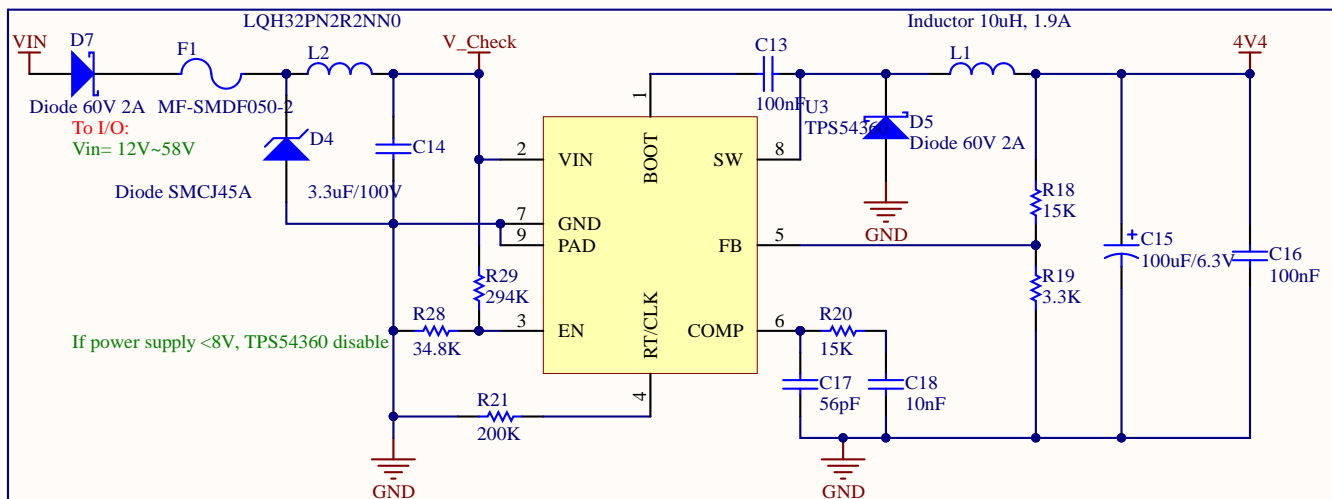 LQH32PN2R2NN0
Inductor 10uH, 1.9A
VIN
D7
F1
L2
V_Check
C13
L1
4V4
Diode 60V 2A
MF-SMDF050-2
100nF
U3
TPS54360
To I/O:
Vin= 12V~58V
D4
C14
D5
Diode 60V 2A
Diode SMCJ45A
3.3uF/100V
1
2
VIN
BOOT
SW
8
7
GND
9
PAD
FB
5
GND
R18
15K
C15
100uF/6.3V
C16
100nF
R29
294K
R19
3.3K
R28
34.8K
3
EN
RT/CLK
COMP
6
R20
15K
If power supply <8V, TPS54360 disable
C17
56pF
C18
10nF
R21
200K
4
GND
GND